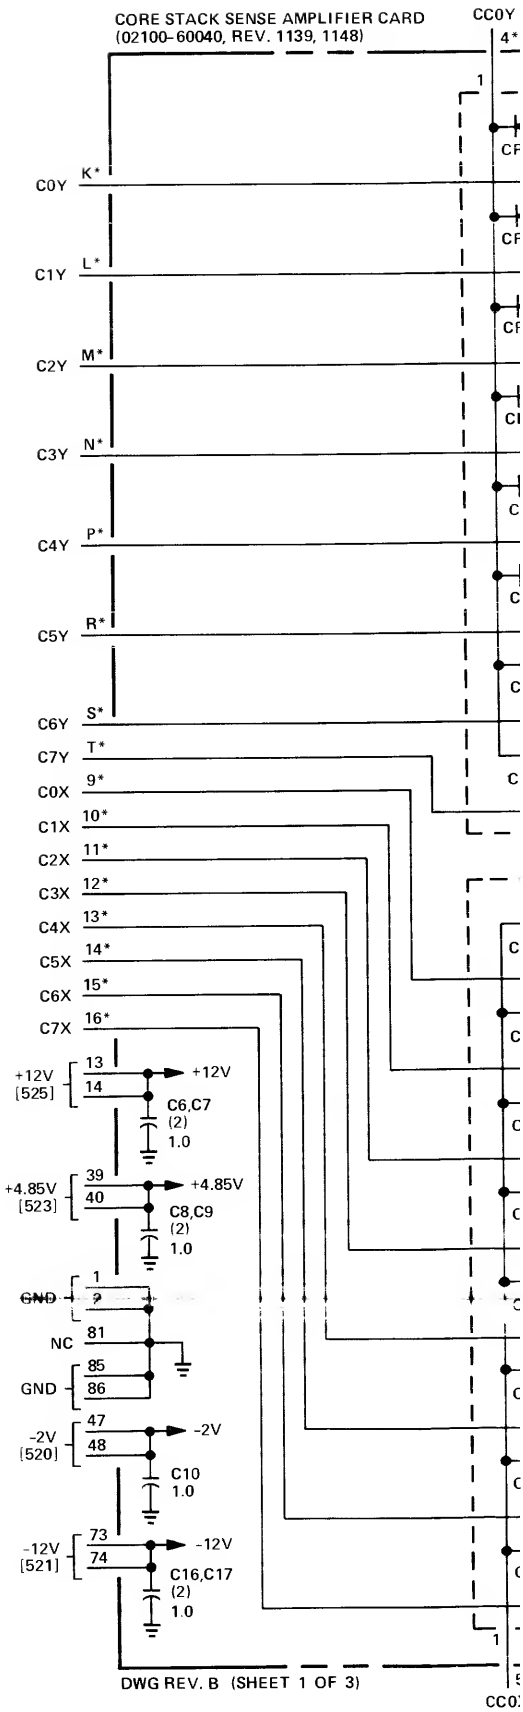 CORE STACK SENSE AMPLIFIER CARD
(02100-60040, REV. 1139, 1148)
CC0Y
4*
1
C0Y K*
C1Y L*
C2Y M*
C3Y N*
C4Y P*
C5Y R*
C6Y S*
C7Y T*
C0X 9*
C1X 10*
C2X 11*
C3X 12*
C4X 13*
C5X 14*
C6X 15*
C7X 16*
+12V
[525]
13
14
+12V
C6,C7
(2)
1.0
+4.85V
[523]
39
40
+4.85V
C8,C9
(2)
1.0
GND
1
2
NC 81
GND
85
86
-2V
[520]
47
48
-2V
C10
1.0
-12V
[521]
73
74
-12V
C16,C17
(2)
1.0
1
DWG REV. B (SHEET 1 OF 3)